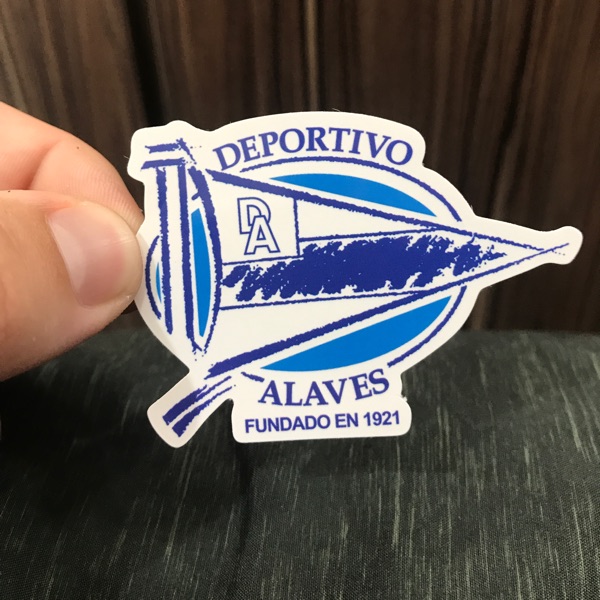 DEPORTIVO
DA
ALAVES
FUNDADO EN 1921